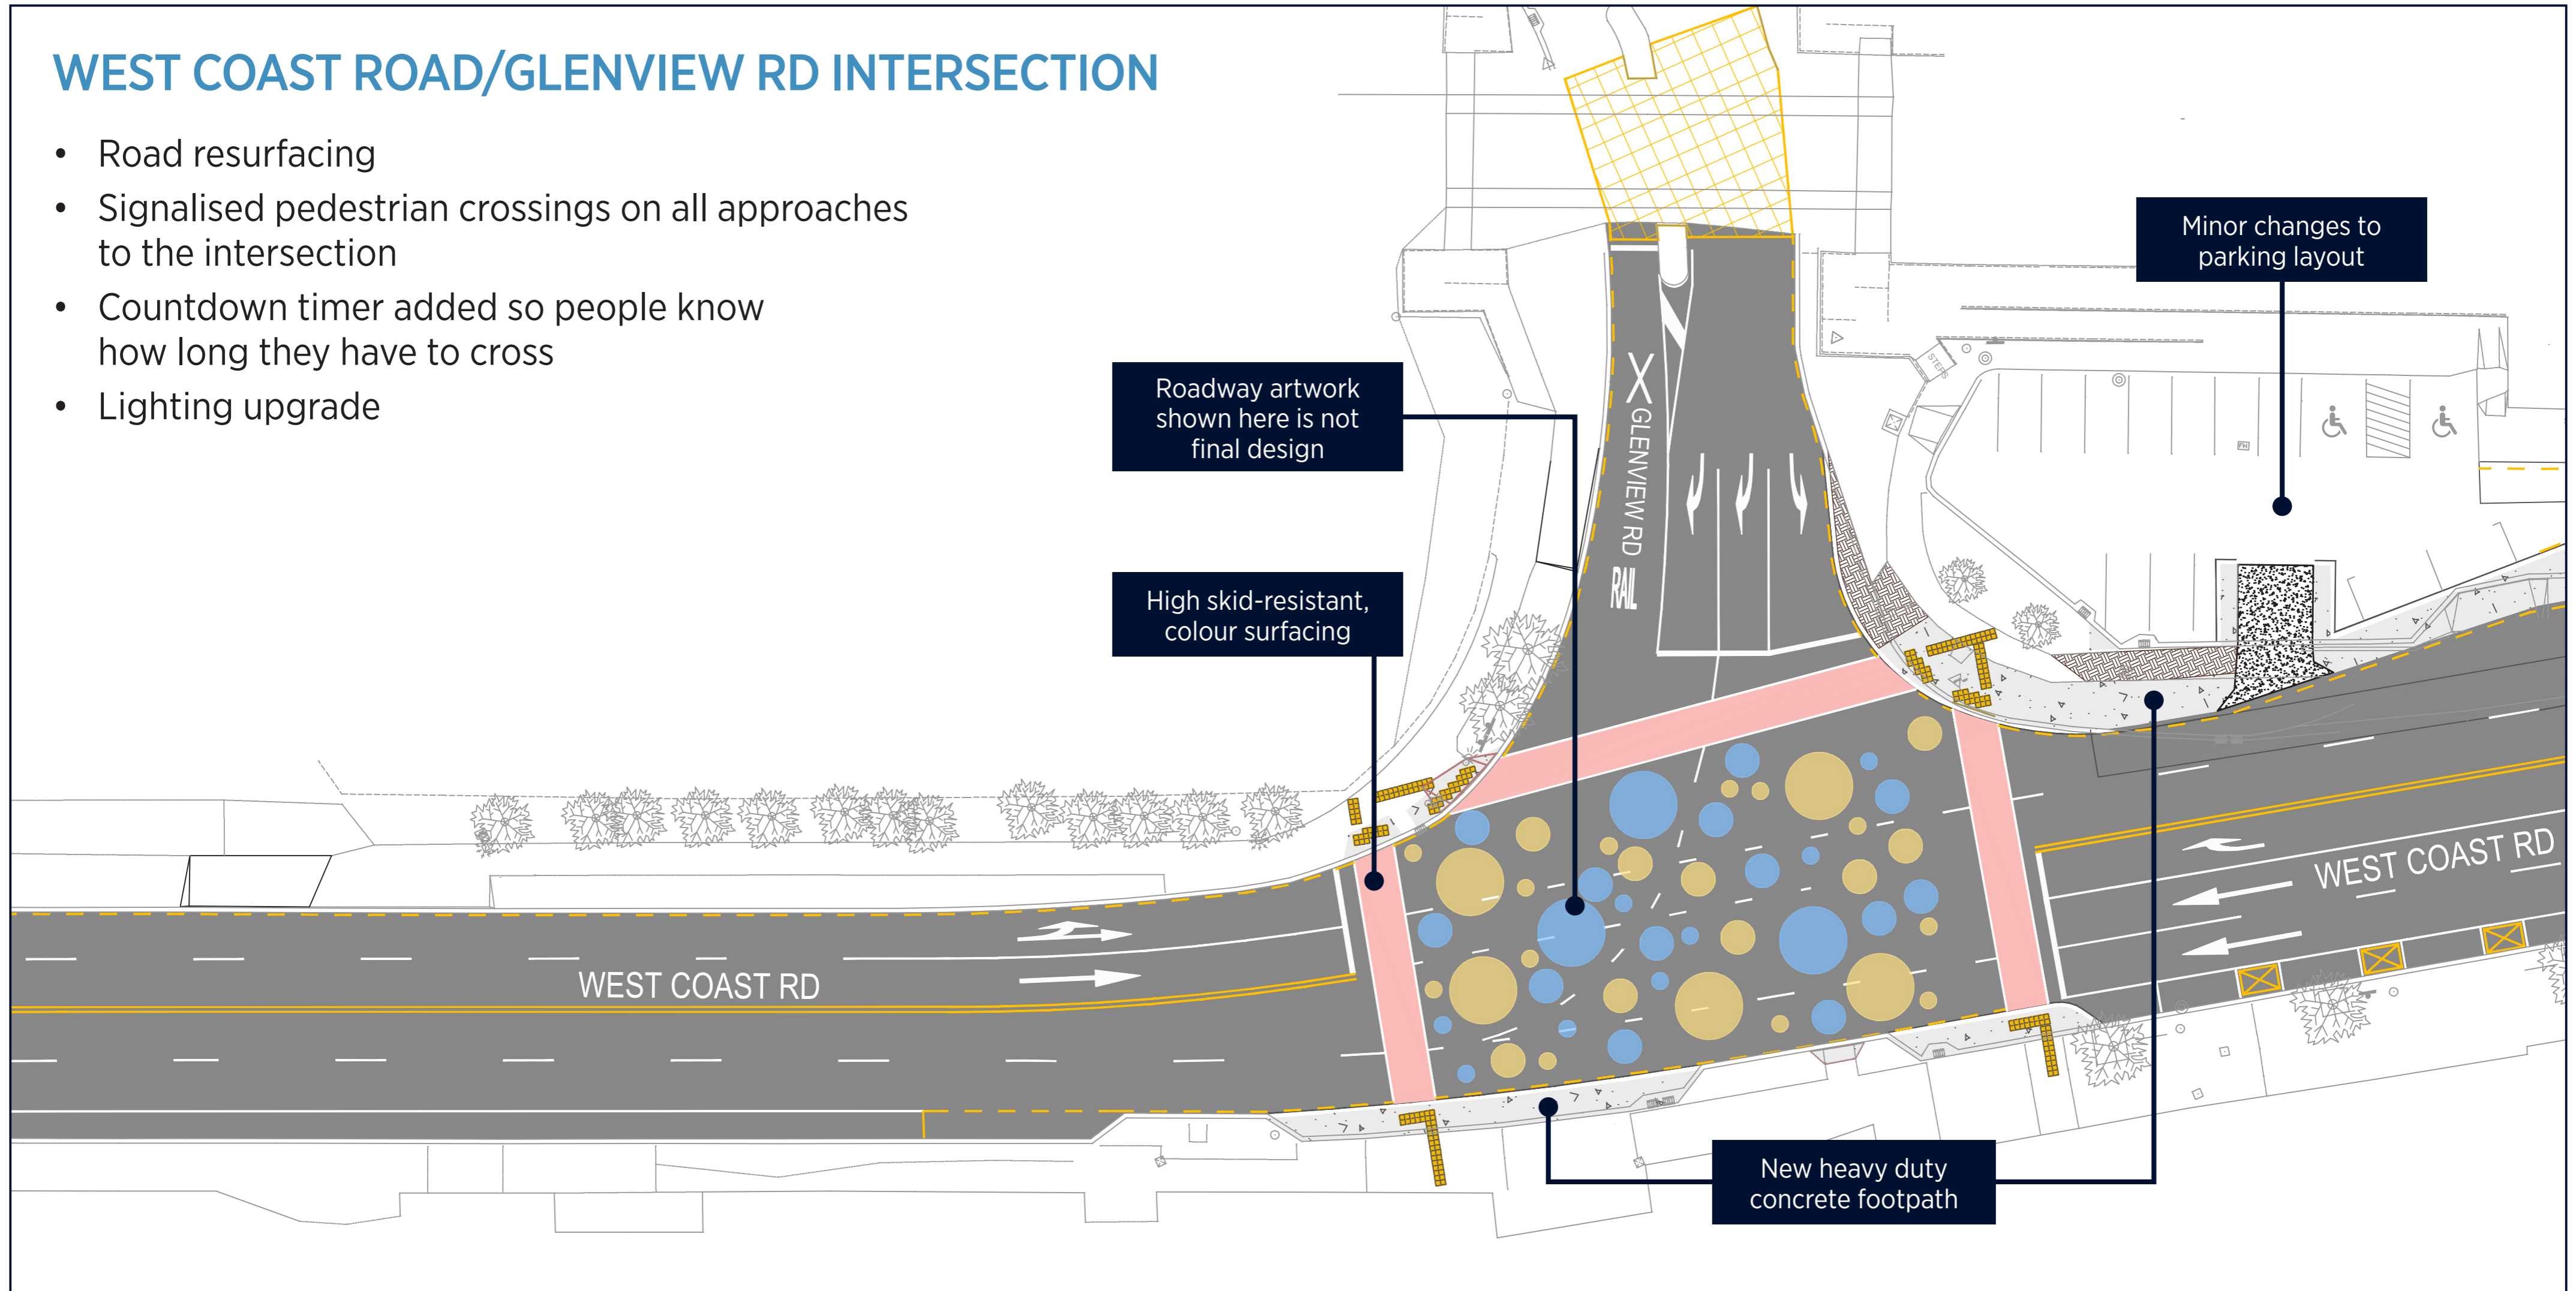 WEST COAST ROAD/GLENVIEW RD INTERSECTION
• Road resurfacing
• Signalised pedestrian crossings on all approaches
to the intersection
• Countdown timer added so people know
how long they have to cross
• Lighting upgrade
Minor changes to
parking layout
Roadway artwork
shown here is not
final design
High skid-resistant,
colour surfacing
STEPS
X
GLENVIEW RD
RAIL
FH
WEST COAST RD
WEST COAST RD
New heavy duty
concrete footpath